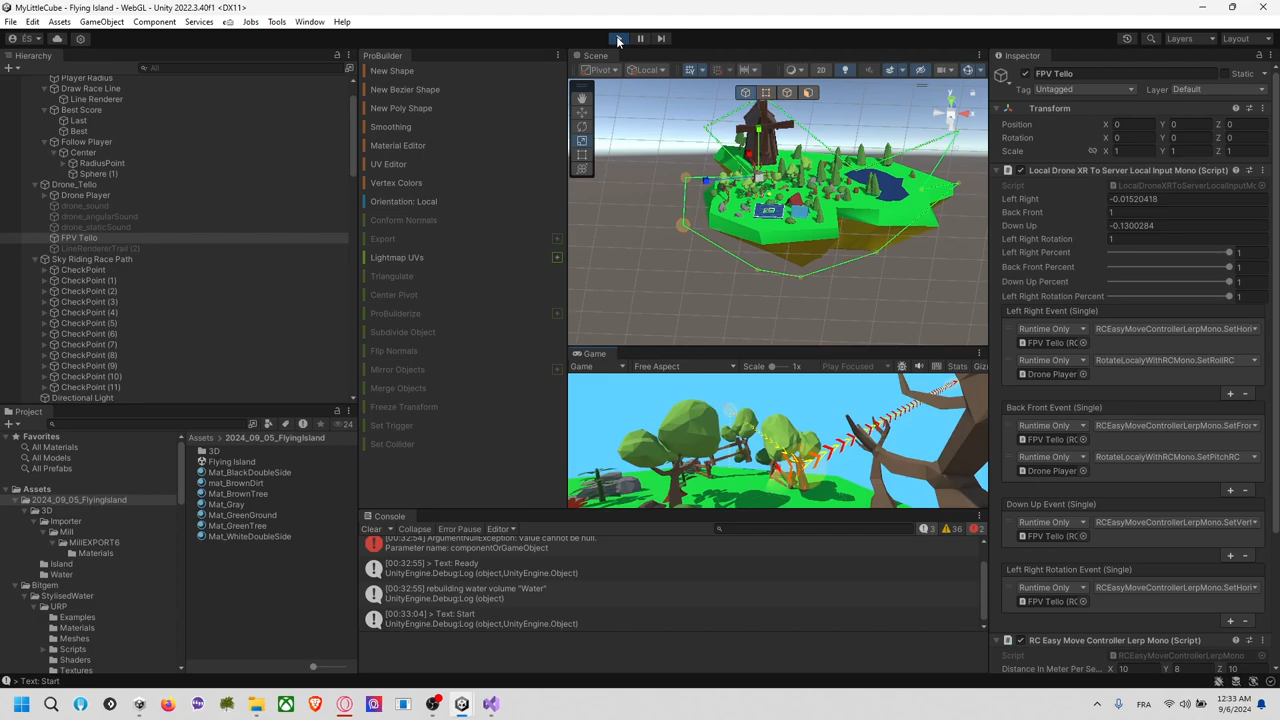 MyLittleCube - Flying Island - WebGL - Unity 2022.3.40f1 <DX11>
File Edit Assets GameObject Component Services Jobs Tools Window Help
ÉS Layers Layout
Hierarchy
All
Player Radius
Draw Race Line
Line Renderer
Best Score
Last
Best
Follow Player
Center
RadiusPoint
Sphere (1)
Drone_Tello
Drone Player
drone_sound
drone_angularSound
drone_staticSound
FPV Tello
LineRendererTrail (2)
Sky Riding Race Path
CheckPoint
CheckPoint (1)
CheckPoint (2)
CheckPoint (3)
CheckPoint (4)
CheckPoint (5)
CheckPoint (6)
CheckPoint (7)
CheckPoint (8)
CheckPoint (9)
CheckPoint (10)
CheckPoint (11)
Directional Light
Project
24
Favorites
All Materials
All Models
All Prefabs
Assets
2024_09_05_FlyingIsland
3D
Importer
Mill
MillEXPORT6
Materials
Island
Water
Bitgem
StylisedWater
URP
Examples
Materials
Meshes
Scripts
Shaders
Textures
Assets > 2024_09_05_FlyingIsland
3D
Flying Island
Mat_BlackDoubleSide
mat_BrownDirt
Mat_BrownTree
Mat_Gray
Mat_GreenGround
Mat_GreenTree
Mat_WhiteDoubleSide
ProBuilder
New Shape
New Bezier Shape
New Poly Shape
Smoothing
Material Editor
UV Editor
Vertex Colors
Orientation: Local
Conform Normals
Export
Lightmap UVs
Triangulate
Center Pivot
ProBuilderize
Subdivide Object
Flip Normals
Mirror Objects
Merge Objects
Freeze Transform
Set Trigger
Set Collider
Scene
Pivot Local 2D
y
x
Game
Game Free Aspect Scale 1x Play Focused Stats
Console
Clear Collapse Error Pause Editor 3 36 2
[00:32:54] ArgumentNullException: Value cannot be null.
Parameter name: componentOrGameObject
[00:32:55] > Text: Ready
UnityEngine.Debug:Log (object,UnityEngine.Object)
[00:32:55] rebuilding water volume "Water"
UnityEngine.Debug:Log (object)
[00:33:04] > Text: Start
UnityEngine.Debug:Log (object,UnityEngine.Object)
Inspector
FPV Tello Static
Tag Untagged Layer Default
Transform
Position X 0 Y 0 Z 0
Rotation X 0 Y 0 Z 0
Scale X 1 Y 1 Z 1
Local Drone XR To Server Local Input Mono (Script)
Script LocalDroneXRToServerLocalInputMo
Left Right -0.01520418
Back Front 1
Down Up -0.1300284
Left Right Rotation 1
Left Right Percent 1
Back Front Percent 1
Down Up Percent 1
Left Right Rotation Percent 1
Left Right Event (Single)
Runtime Only RCEasyMoveControllerLerpMono.SetHori
FPV Tello (RC
Runtime Only RotateLocalyWithRCMono.SetRollRC
Drone Player
Back Front Event (Single)
Runtime Only RCEasyMoveControllerLerpMono.SetFror
FPV Tello (RC
Runtime Only RotateLocalyWithRCMono.SetPitchRC
Drone Player
Down Up Event (Single)
Runtime Only RCEasyMoveControllerLerpMono.SetVert
FPV Tello (RC
Left Right Rotation Event (Single)
Runtime Only RCEasyMoveControllerLerpMono.SetHori
FPV Tello (RC
RC Easy Move Controller Lerp Mono (Script)
Script RCEasyMoveControllerLerpMono
Distance In Meter Per Se X 10 Y 8 Z 10
> Text: Start
FRA 12:33 AM
9/6/2024